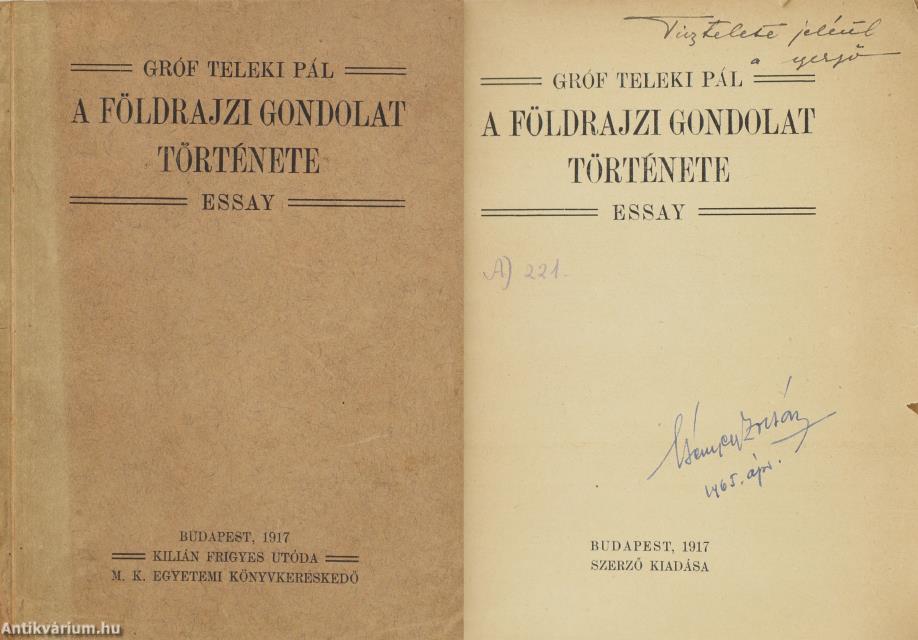 GRÓF TELEKI PÁL
A FÖLDRAJZI GONDOLAT
TÖRTÉNETE
ESSAY
BUDAPEST, 1917
KILIÁN FRIGYES UTÓDA
M. K. EGYETEMI KÖNYVKERESKEDŐ
Antikvárium.hu
Tisztelete jeléül
a
GRÓF TELEKI PÁL
A FÖLDRAJZI GONDOLAT
TÖRTÉNETE
ESSAY
A) 221.
Zoltán
1965. ápr.
BUDAPEST, 1917
SZERZŐ KIADÁSA